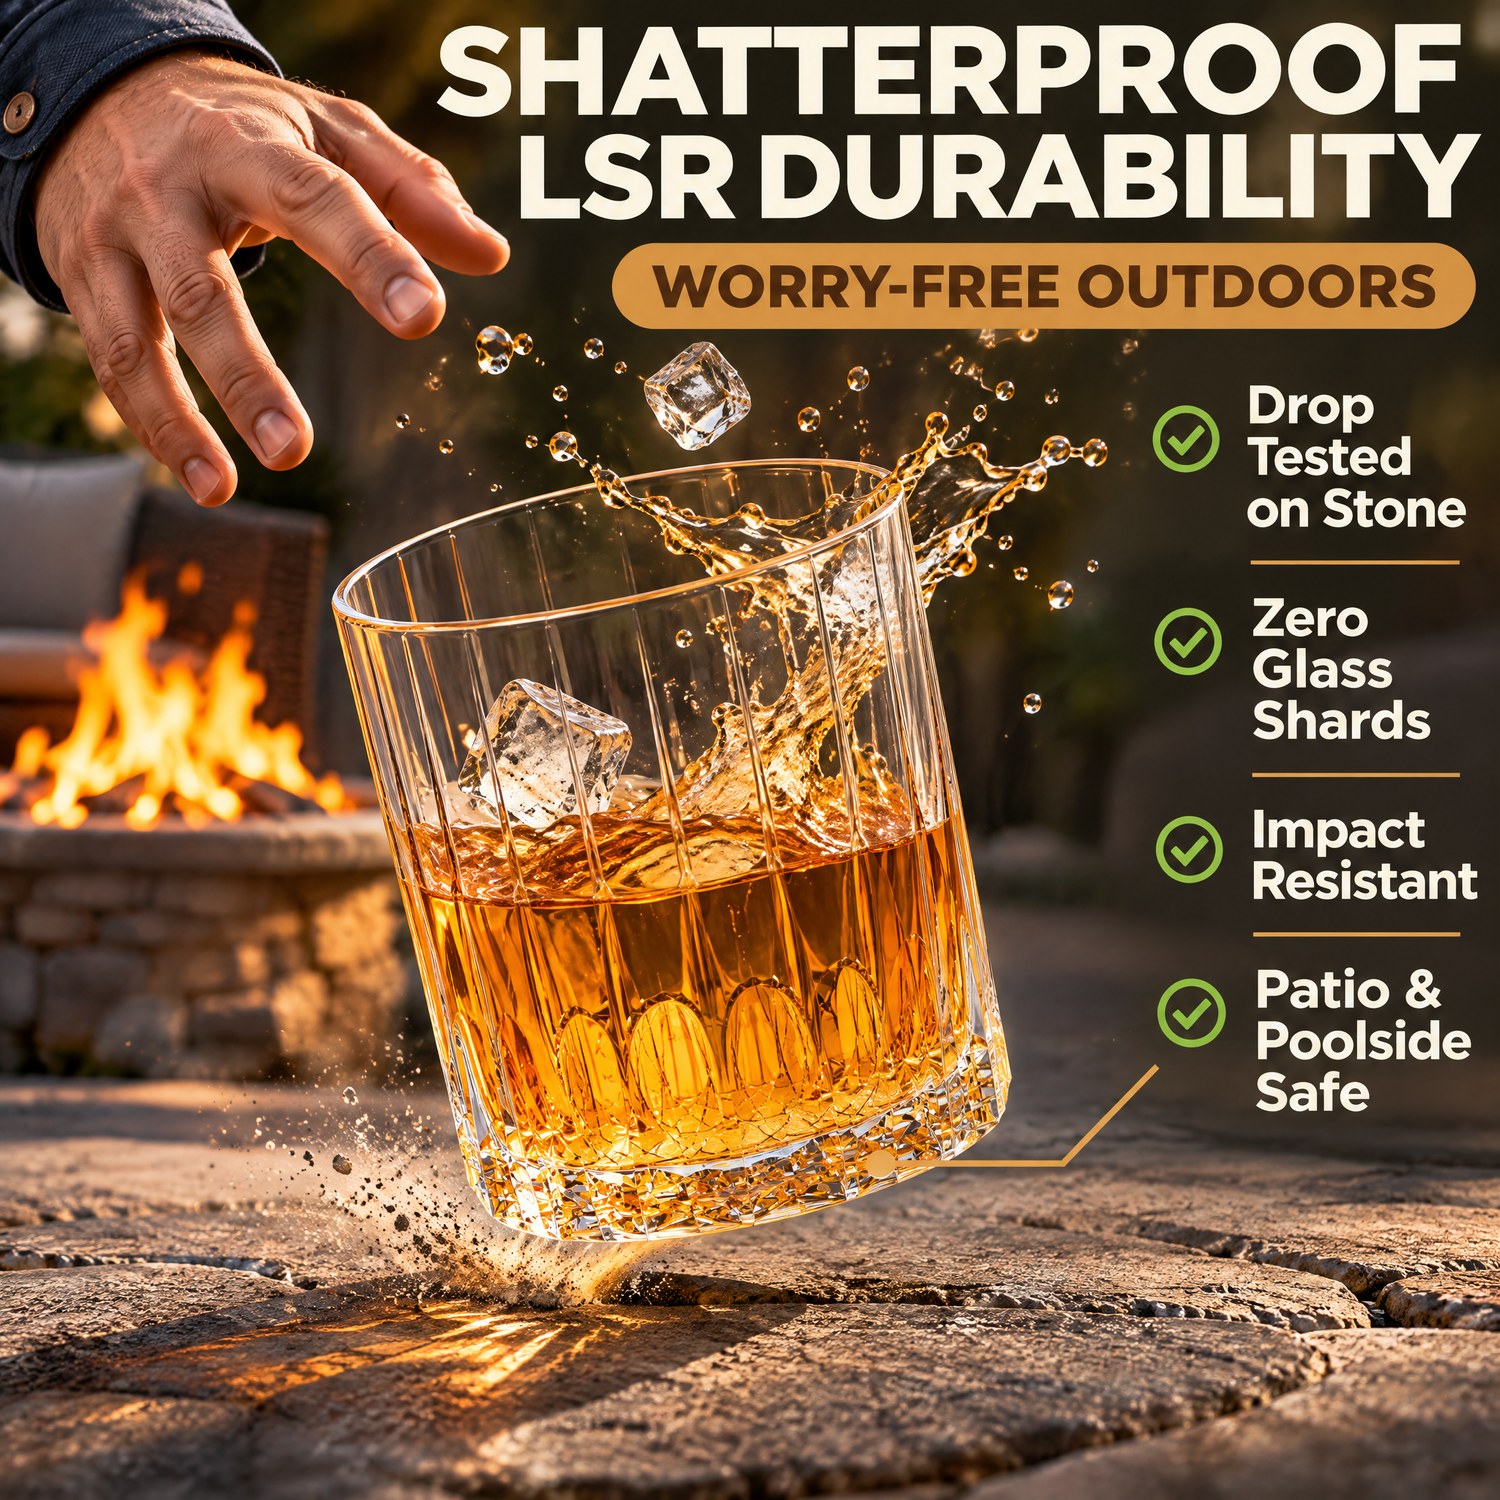 SHATTERPROOF
LSR DURABILITY
WORRY-FREE OUTDOORS
Drop
Tested
on Stone
Zero
Glass
Shards
Impact
Resistant
Patio &
Poolside
Safe